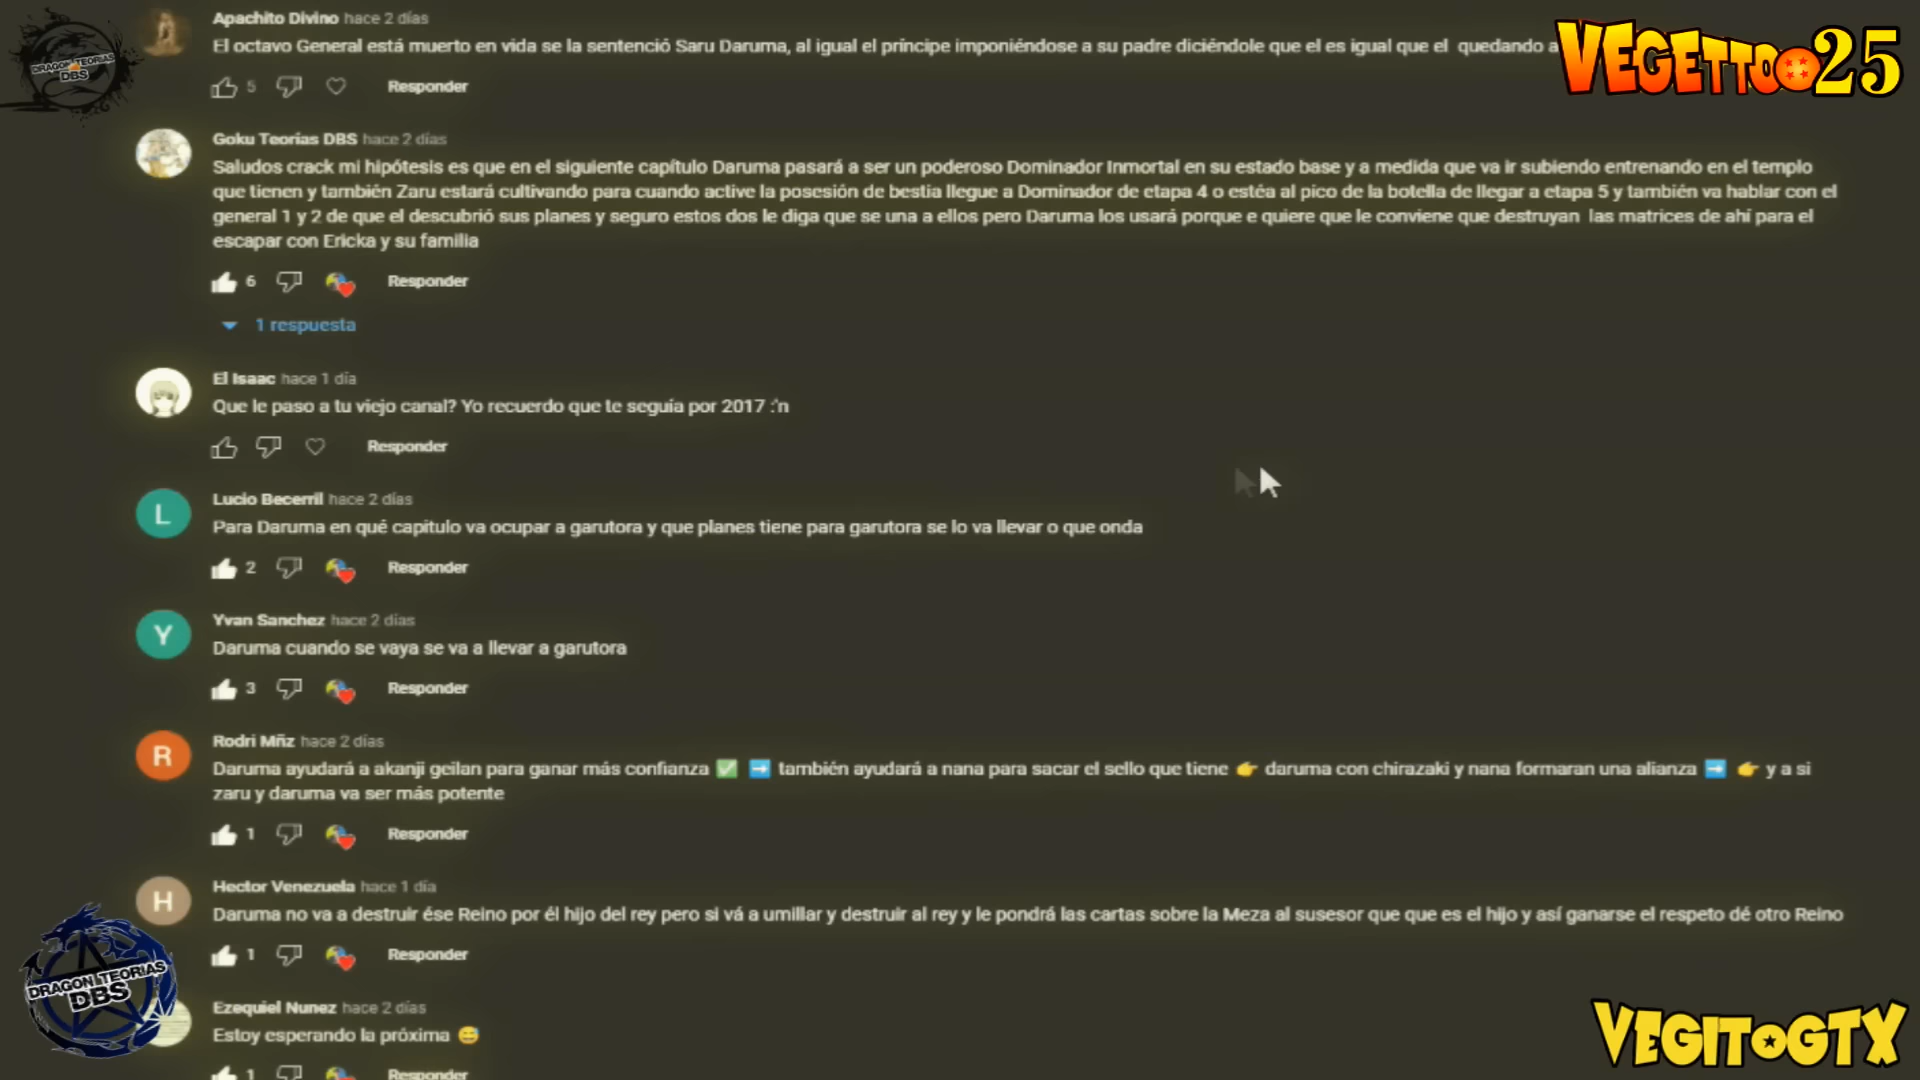 Apachito Divino hace 2 días
El octavo General está muerto en vida se la sentenció Saru Daruma, al igual el príncipe imponiéndose a su padre diciéndole que el es igual que el quedando a
5 Responder
Goku Teorías DBS hace 2 días
Saludos crack mi hipótesis es que en el siguiente capítulo Daruma pasará a ser un poderoso Dominador Inmortal en su estado base y a medida que va ir subiendo entrenando en el templo
que tienen y también Zaru estará cultivando para cuando active la posesión de bestia llegue a Dominador de etapa 4 o estéa al pico de la botella de llegar a etapa 5 y también va hablar con el
general 1 y 2 de que el descubrió sus planes y seguro estos dos le diga que se una a ellos pero Daruma los usará porque e quiere que le conviene que destruyan las matrices de ahí para el
escapar con Ericka y su familia
6 Responder
1 respuesta
El Isaac hace 1 día
Que le paso a tu viejo canal? Yo recuerdo que te seguía por 2017 :'n
Responder
L
Lucio Becerril hace 2 días
Para Daruma en qué capitulo va ocupar a garutora y que planes tiene para garutora se lo va llevar o que onda
2 Responder
Y
Yvan Sanchez hace 2 días
Daruma cuando se vaya se va a llevar a garutora
3 Responder
R
Rodri Mñz hace 2 días
Daruma ayudará a akanji geilan para ganar más confianza ✅ ➡️ también ayudará a nana para sacar el sello que tiene 👉 daruma con chirazaki y nana formaran una alianza ➡️ 👉 y a si
zaru y daruma va ser más potente
1 Responder
H
Hector Venezuela hace 1 día
Daruma no va a destruir ése Reino por él hijo del rey pero si vá a umillar y destruir al rey y le pondrá las cartas sobre la Meza al susesor que que es el hijo y así ganarse el respeto dé otro Reino
1 Responder
Ezequiel Nunez hace 2 días
Estoy esperando la próxima 😅
1 Responder
DRAGON TEORIAS
DBS
VEGETTO 25
DRAGON TEORIAS
DBS
VEGITOGTX